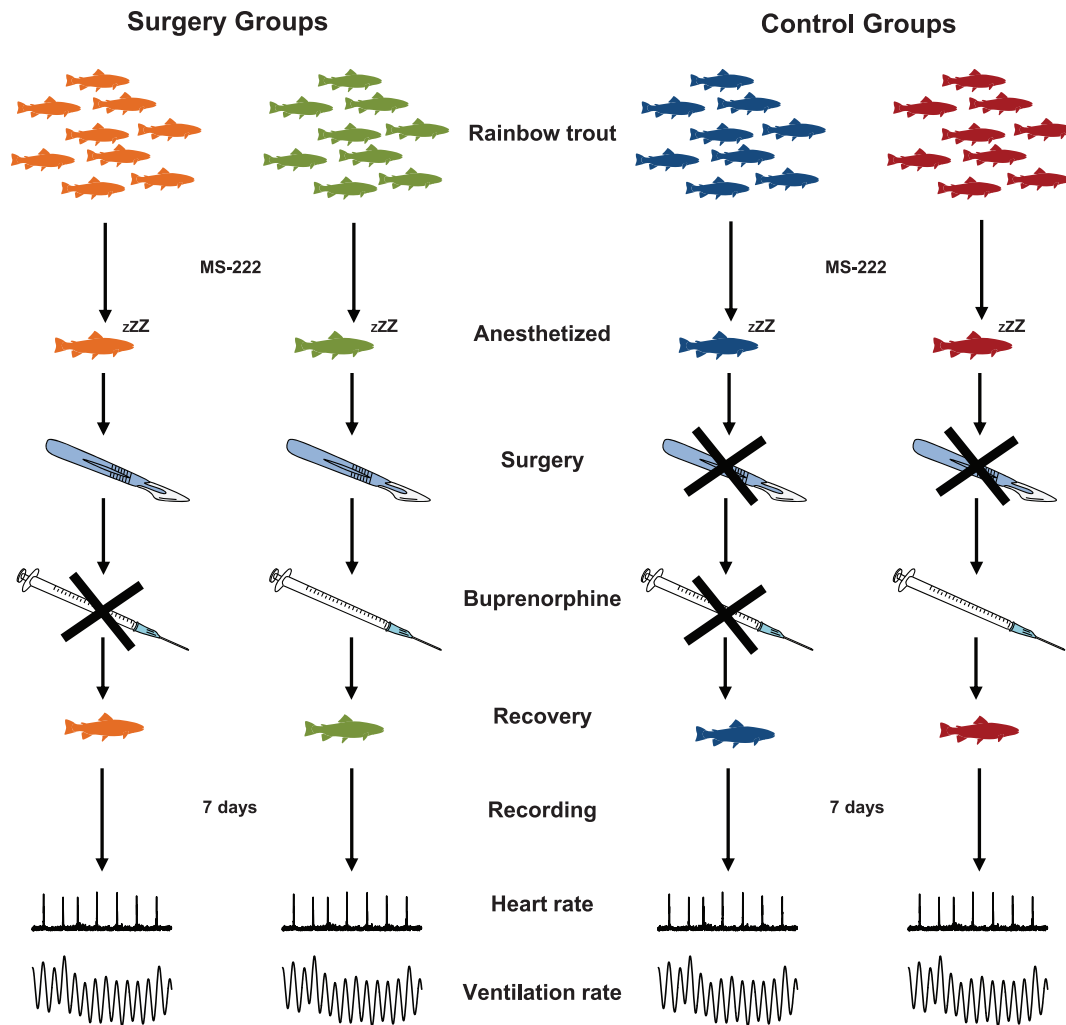 Surgery Groups
Control Groups
Rainbow trout
MS-222
MS-222
zZZ
zZZ
Anesthetized
zZZ
zZZ
Surgery
Buprenorphine
Recovery
7 days
Recording
7 days
Heart rate
Ventilation rate